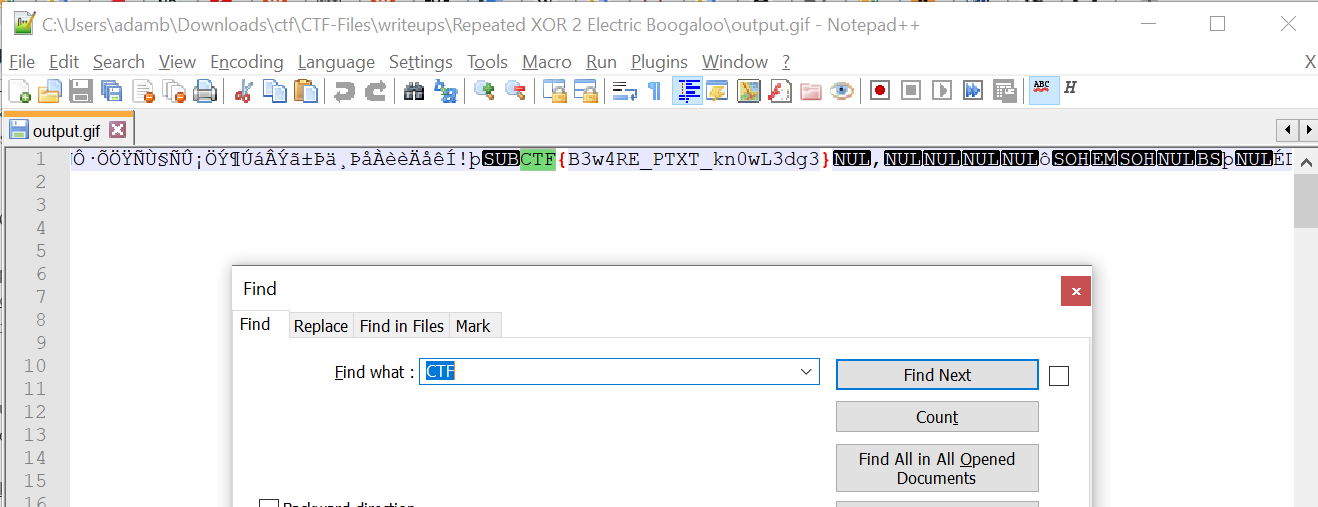 C:\Users\adamb\Downloads\ctf\CTF-Files\writeups\Repeated XOR 2 Electric Boogaloo\output.gif - Notepad++
File Edit Search View Encoding Language Settings Tools Macro Run Plugins Window ? X
ABC H
output.gif
1 Ô·ÕÖŸÑÙ§ÑÛ¡ÖݶÚáÂÝá±Þä¸ÞåÀèèÄåêÍ!þSUBCTF{B3w4RE_PTXT_kn0wL3dg3}NUL,NULNULNULNULôSOHEMSOHNULBSþNULÉ
2
3
4
5
6
7
8
9
10
11
12
13
14
15
16
Find
Find Replace Find in Files Mark
Find what : CTF
Find Next
Count
Find All in All Opened
Documents
Backward direction